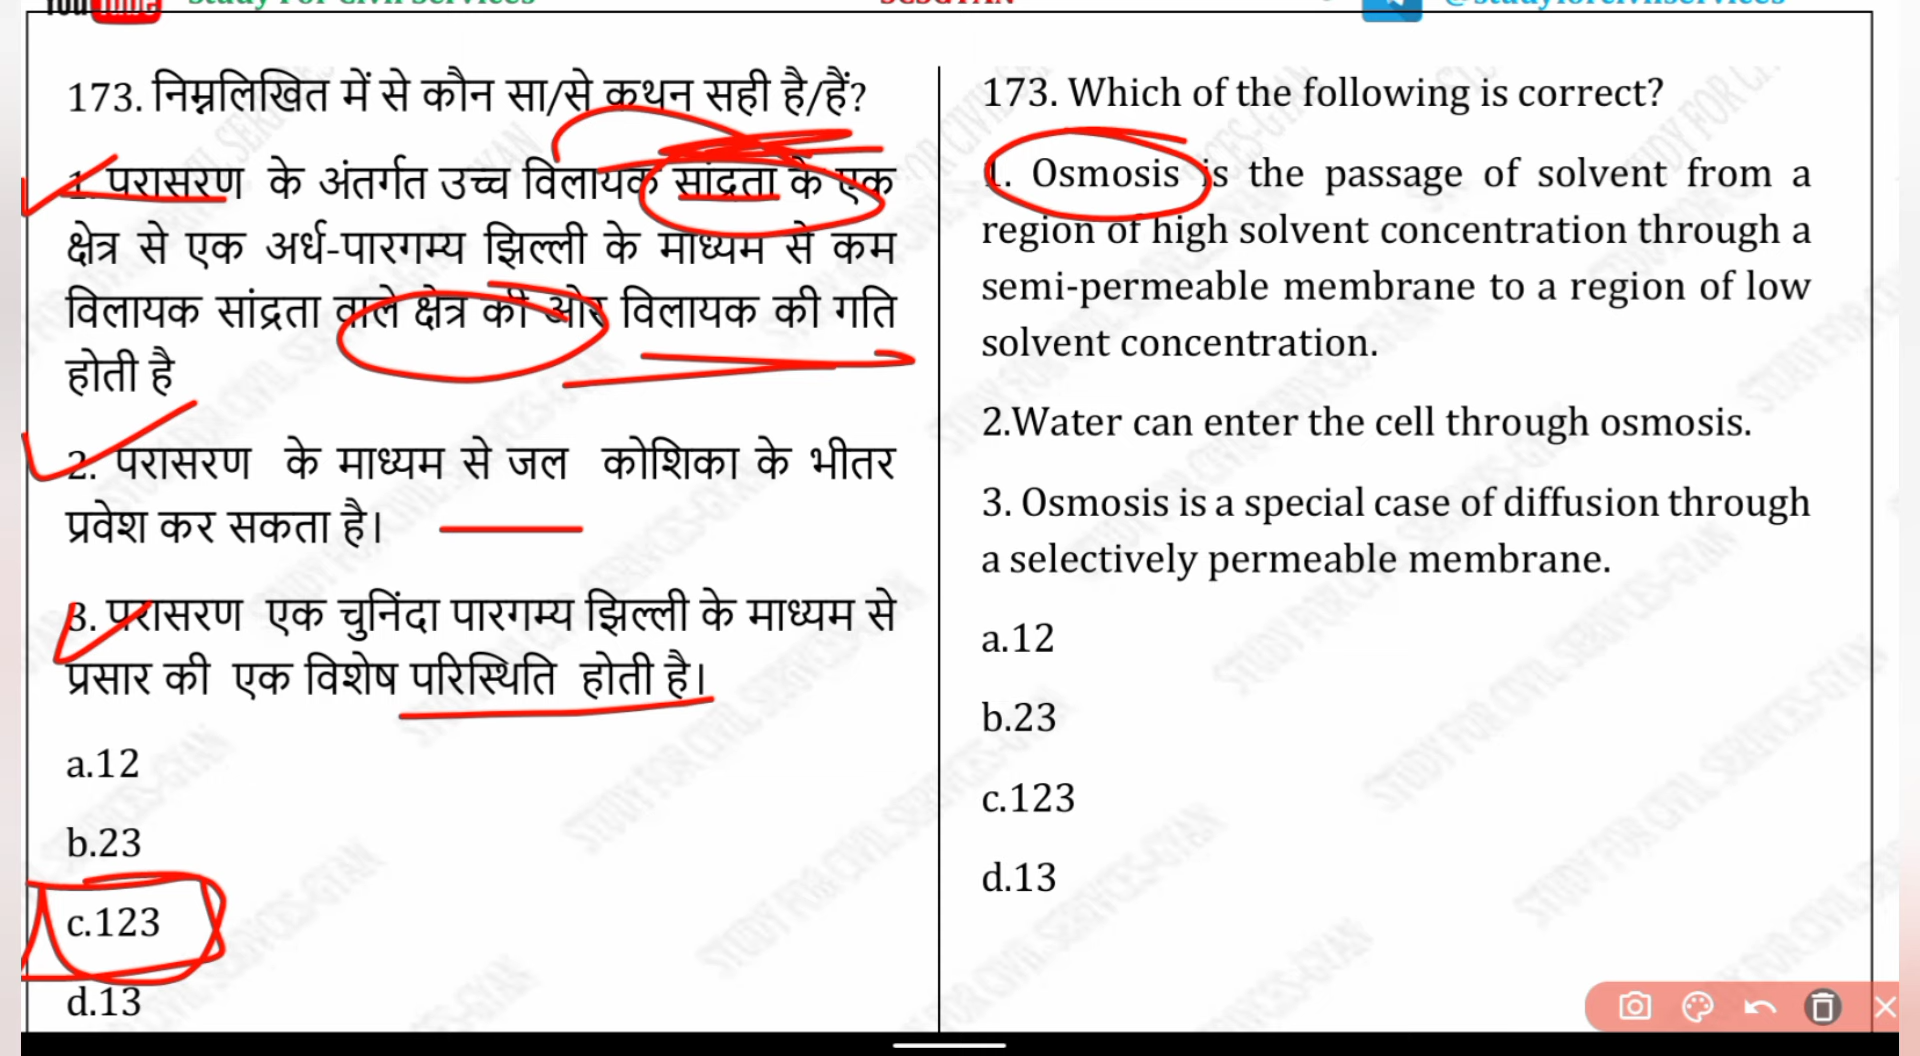 173. निम्नलिखित में से कौन सा/से कथन सही है/हैं?
1. परासरण के अंतर्गत उच्च विलायक सांद्रता के एक
क्षेत्र से एक अर्ध-पारगम्य झिल्ली के माध्यम से कम
विलायक सांद्रता वाले क्षेत्र की ओर विलायक की गति
होती है
2. परासरण के माध्यम से जल कोशिका के भीतर
प्रवेश कर सकता है।
3. परासरण एक चुनिंदा पारगम्य झिल्ली के माध्यम से
प्रसार की एक विशेष परिस्थिति होती है।
a.12
b.23
c.123
d.13
173. Which of the following is correct?
1. Osmosis is the passage of solvent from a
region of high solvent concentration through a
semi-permeable membrane to a region of low
solvent concentration.
2.Water can enter the cell through osmosis.
3. Osmosis is a special case of diffusion through
a selectively permeable membrane.
a.12
b.23
c.123
d.13